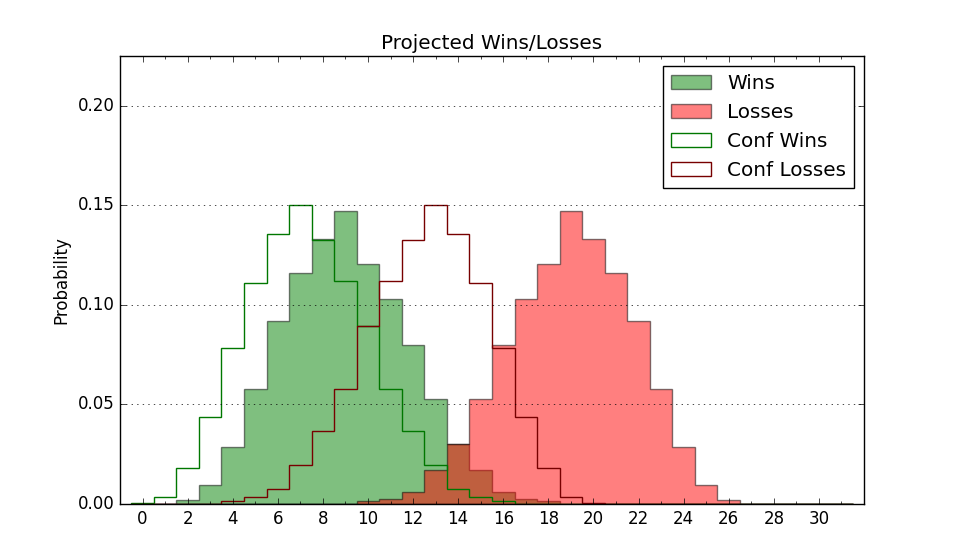 Projected Wins/Losses
Wins
Losses
Conf Wins
Conf Losses
Probability
0.20
0.15
0.10
0.05
0.00
0 2 4 6 8 10 12 14 16 18 20 22 24 26 28 30